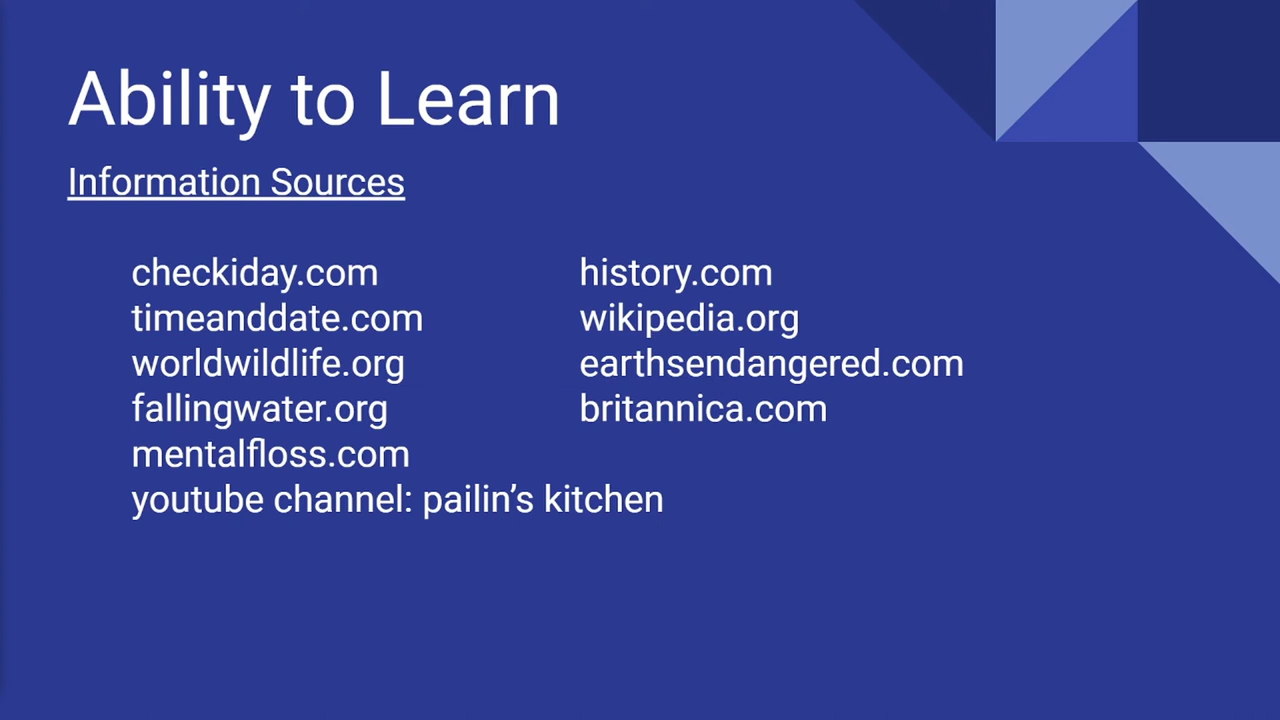 Ability to Learn
Information Sources
checkiday.com
timeanddate.com
worldwildlife.org
fallingwater.org
mentalfloss.com
youtube channel: pailin’s kitchen
history.com
wikipedia.org
earthsendangered.com
britannica.com